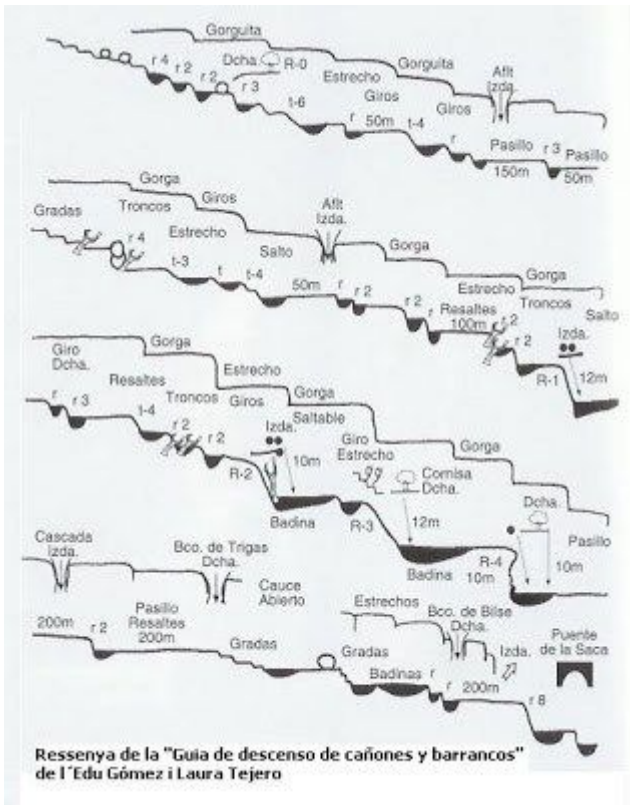 Gorguita
Dcha. R-0 Gorguita
Estrecho
Aflt
Izda.
r 4 r 2 r 2 r 3 Giros Giros
t-6 r 50m t-4 r Pasillo r 3 Pasillo
150m 50m
Gorga Giros
Gradas Troncos Aflt
Izda.
r 4 Estrecho Salto Gorga
t-3 t t-4 50m r r 2 Estrecho Gorga
r 2 r Resaltes Troncos Salto
100m r 2 r 2 Izda.
R-1 12m
Giro
Dcha.
Gorga
Estrecho
Resaltes
r r 3 t-4 Troncos Giros Gorga
Saltable
r 2 r 2 Izda.
Giro
Estrecho
Gorga
R-2 10m Cornisa
Dcha.
Dcha.
Badina R-3 12m Pasillo
Badina R-4
10m
10m
Cascada
Izda.
Bco. de Trigas
Dcha.
Cauce
Abierto
Estrechos
Bco. de Bilse
Dcha.
Puente
de la Saca
200m r 2 Pasillo
Resaltes
200m
Gradas Gradas Izda.
Badinas r r 200m r 8
Ressenya de la "Guia de descenso de cañones y barrancos"
de l´Edu Gómez i Laura Tejero